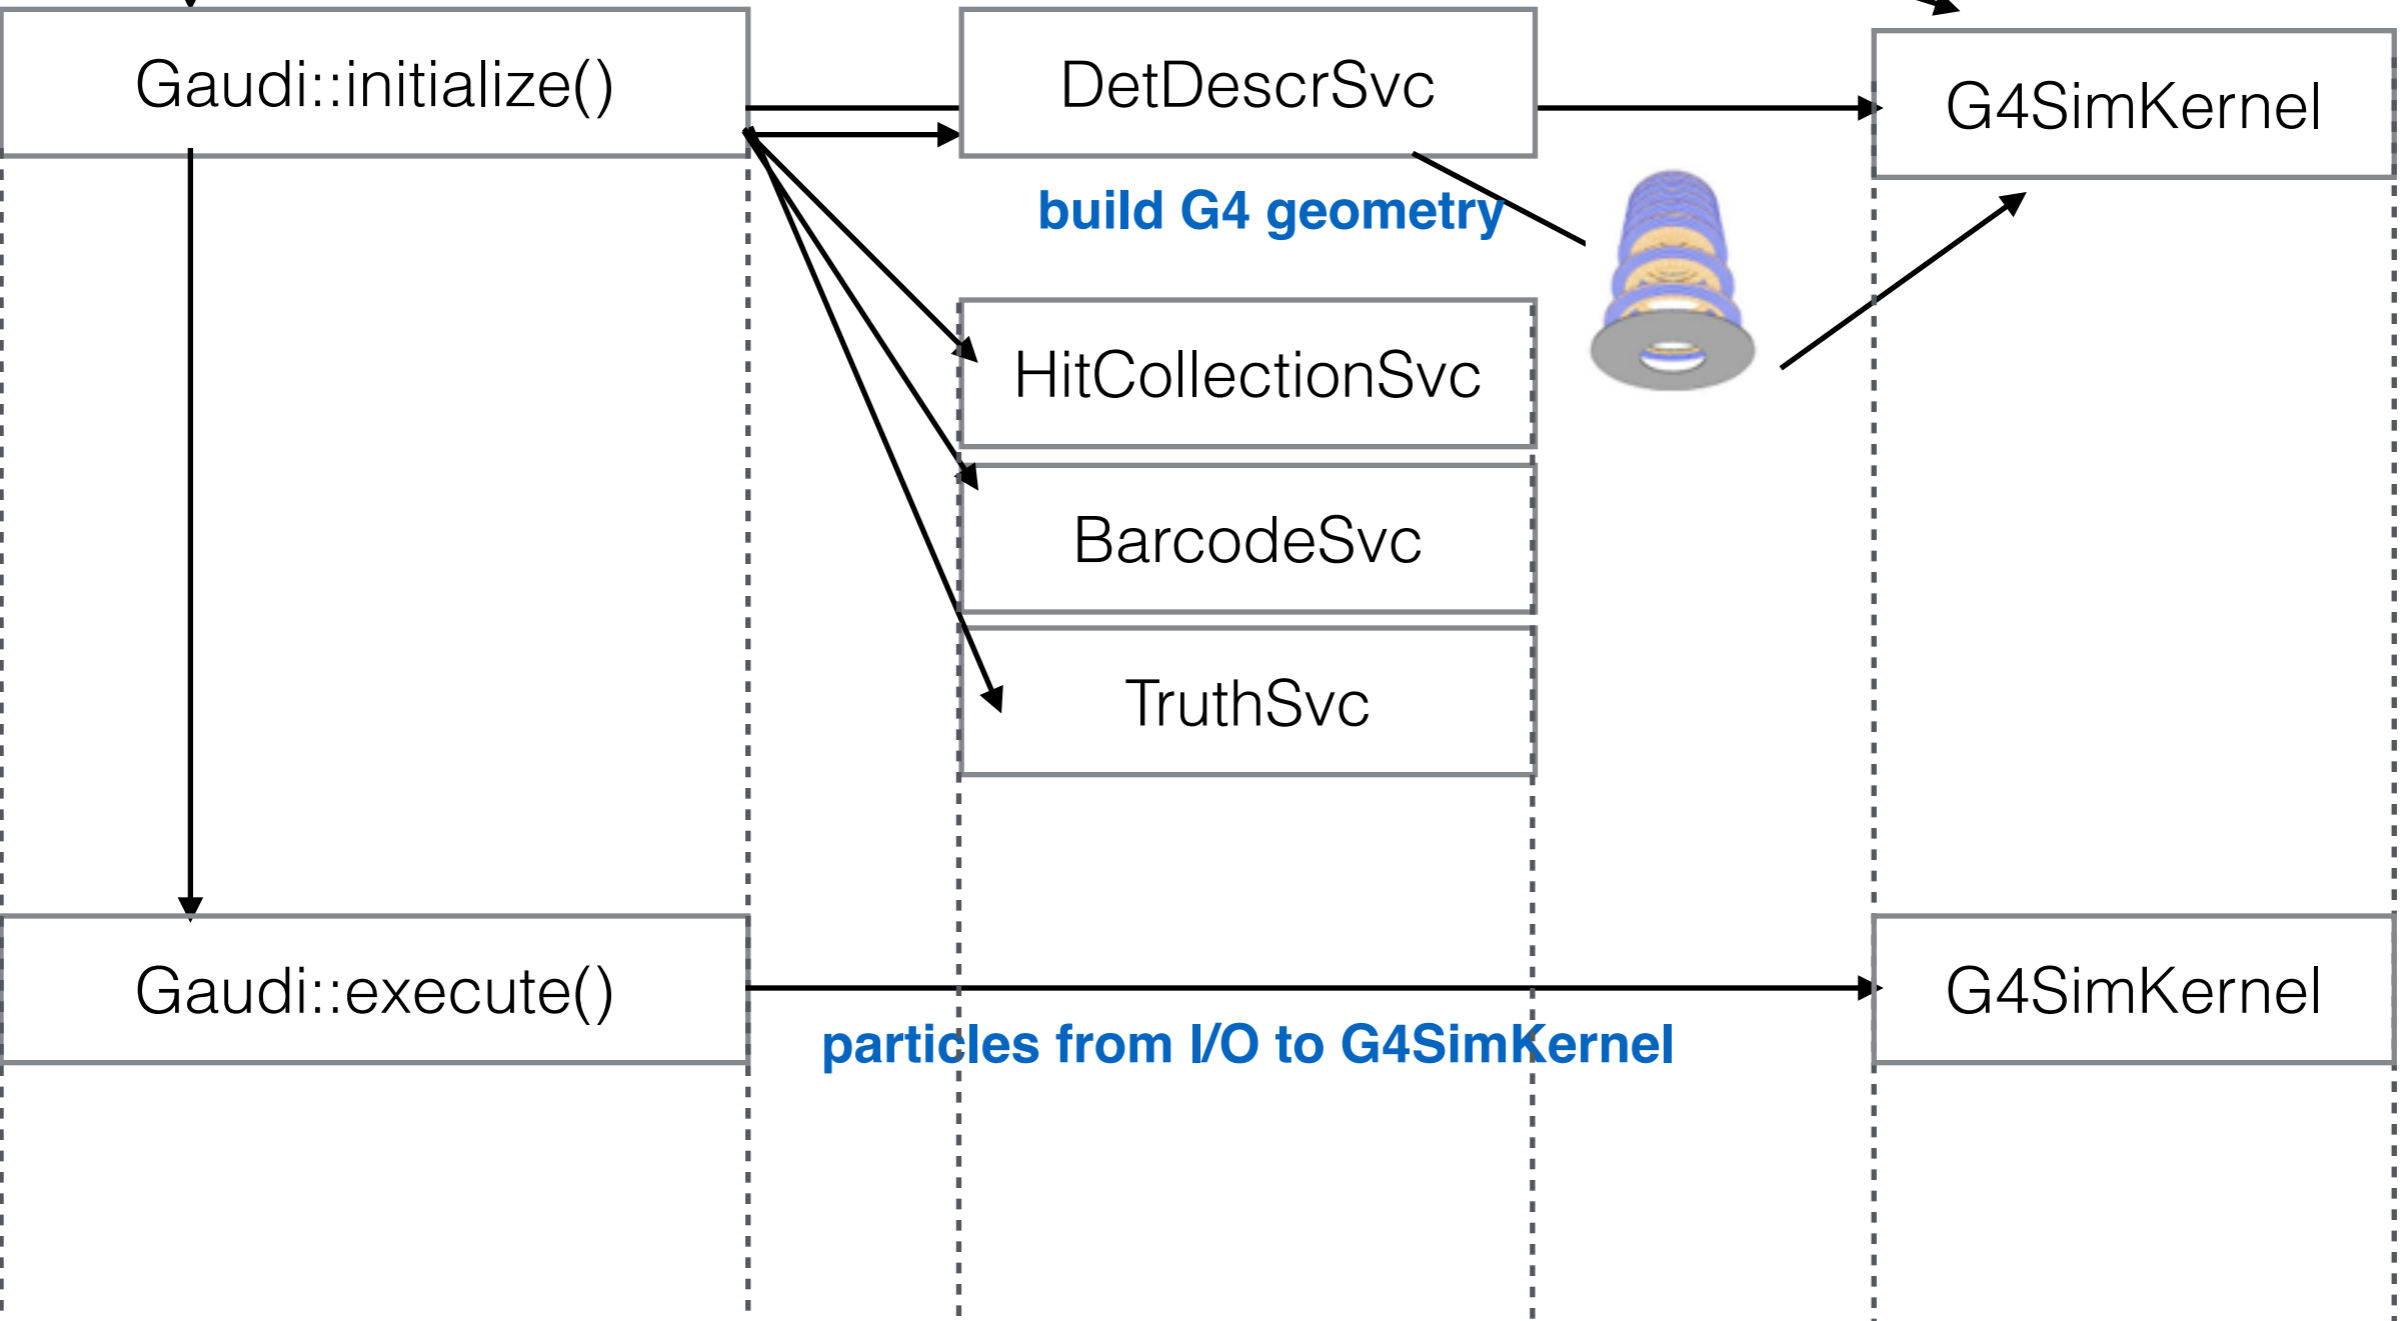 Gaudi::initialize()
DetDescrSvc
G4SimKernel
build G4 geometry
HitCollectionSvc
BarcodeSvc
TruthSvc
Gaudi::execute()
G4SimKernel
particles from I/O to G4SimKernel